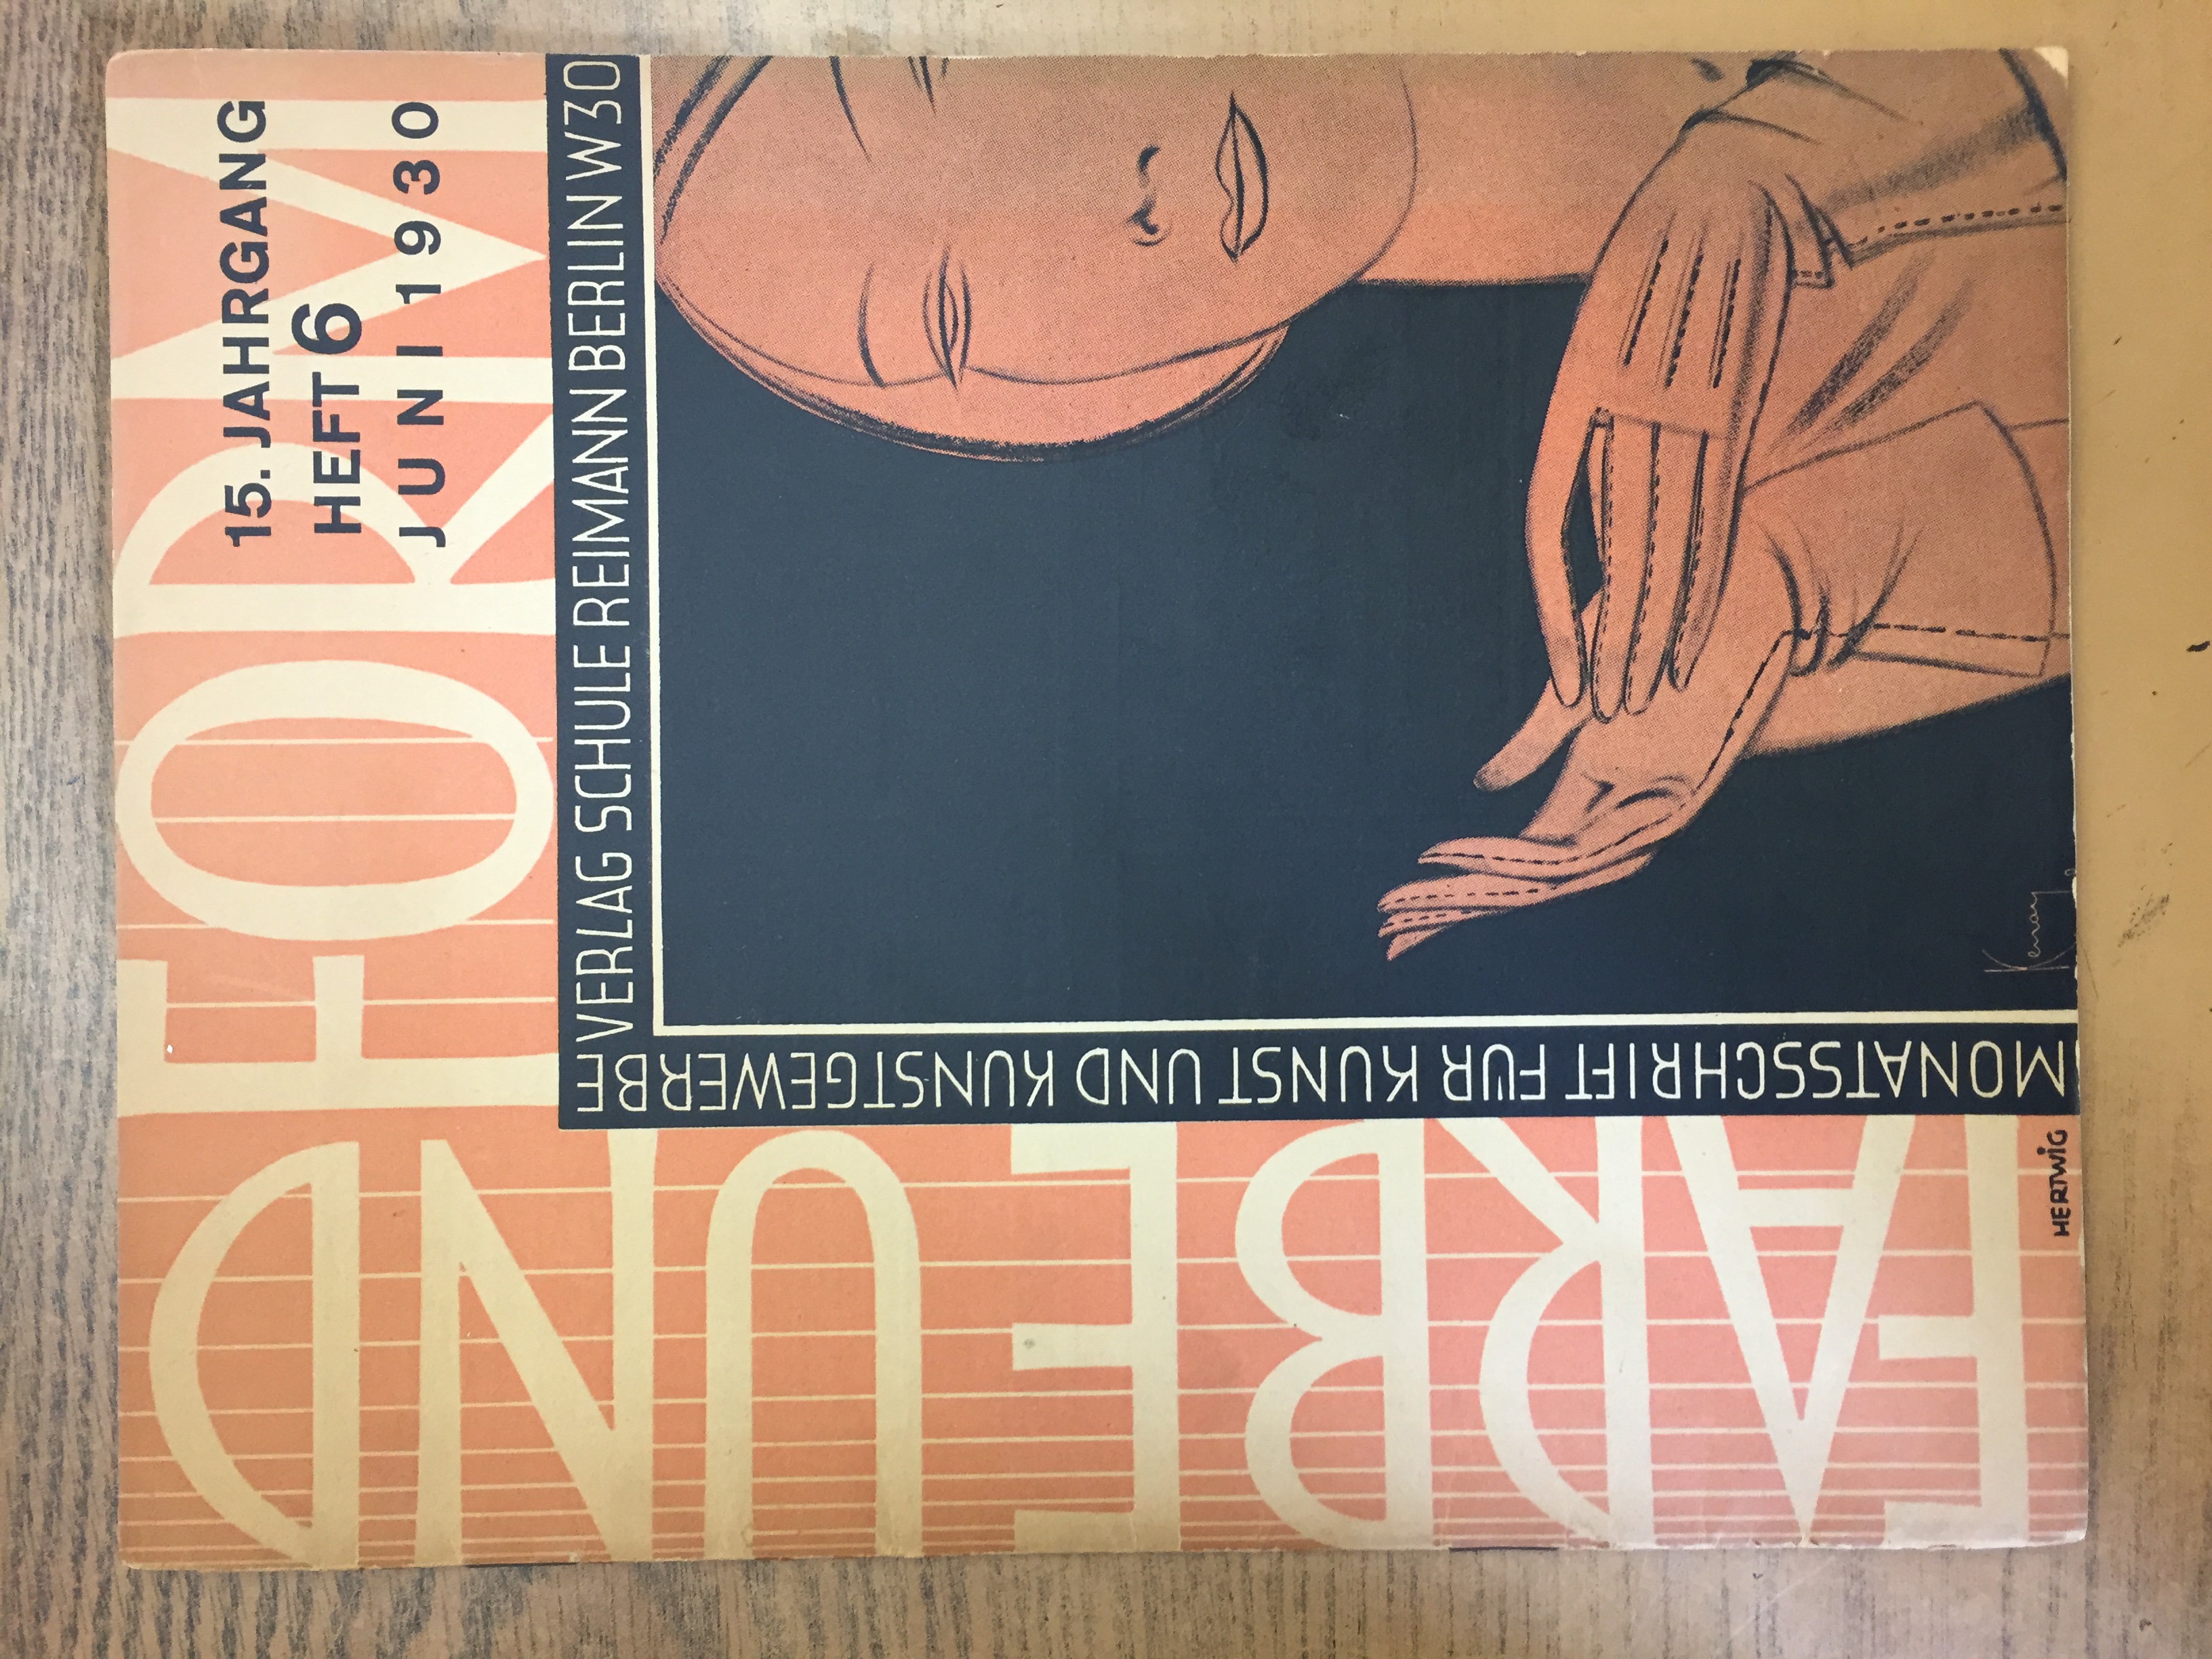 FARBE UND
FORM
15. JAHRGANG
HEFT 6
JUNI 1930
MONATSSCHRIFT FÜR KUNST UND KUNSTGEWERBE
VERLAG SCHULE REIMANN BERLIN W30
HERTWIG